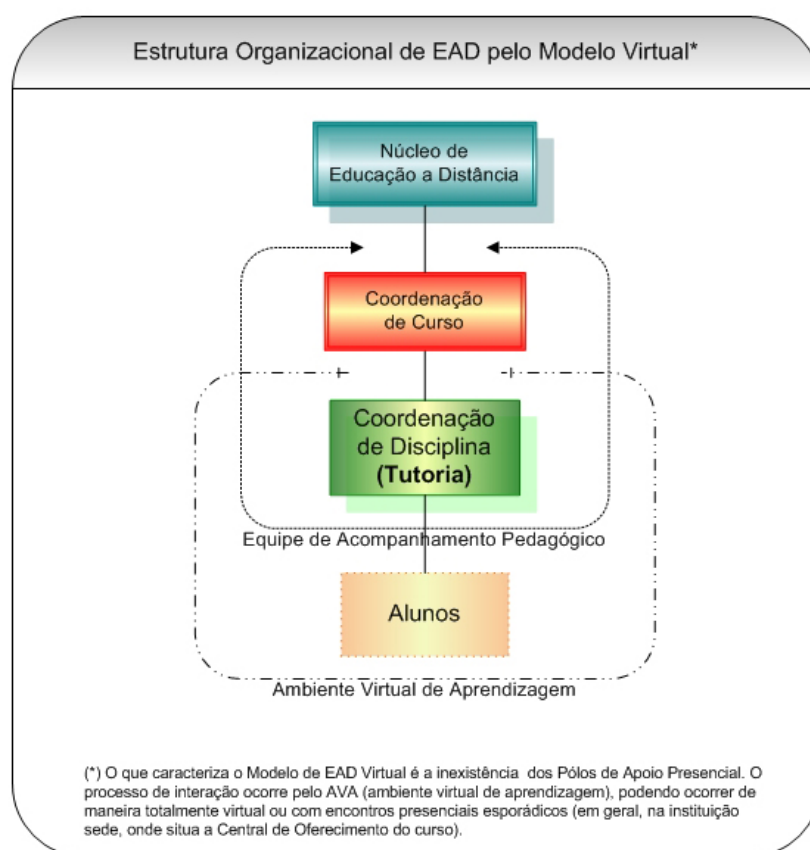 Estrutura Organizacional de EAD pelo Modelo Virtual*
Núcleo de
Educação a Distância
Coordenação
de Curso
Coordenação
de Disciplina
(Tutoria)
Equipe de Acompanhamento Pedagógico
Alunos
Ambiente Virtual de Aprendizagem
(*) O que caracteriza o Modelo de EAD Virtual é a inexistência dos Pólos de Apoio Presencial. O
processo de interação ocorre pelo AVA (ambiente virtual de aprendizagem), podendo ocorrer de
maneira totalmente virtual ou com encontros presenciais esporádicos (em geral, na instituição
sede, onde situa a Central de Oferecimento do curso).